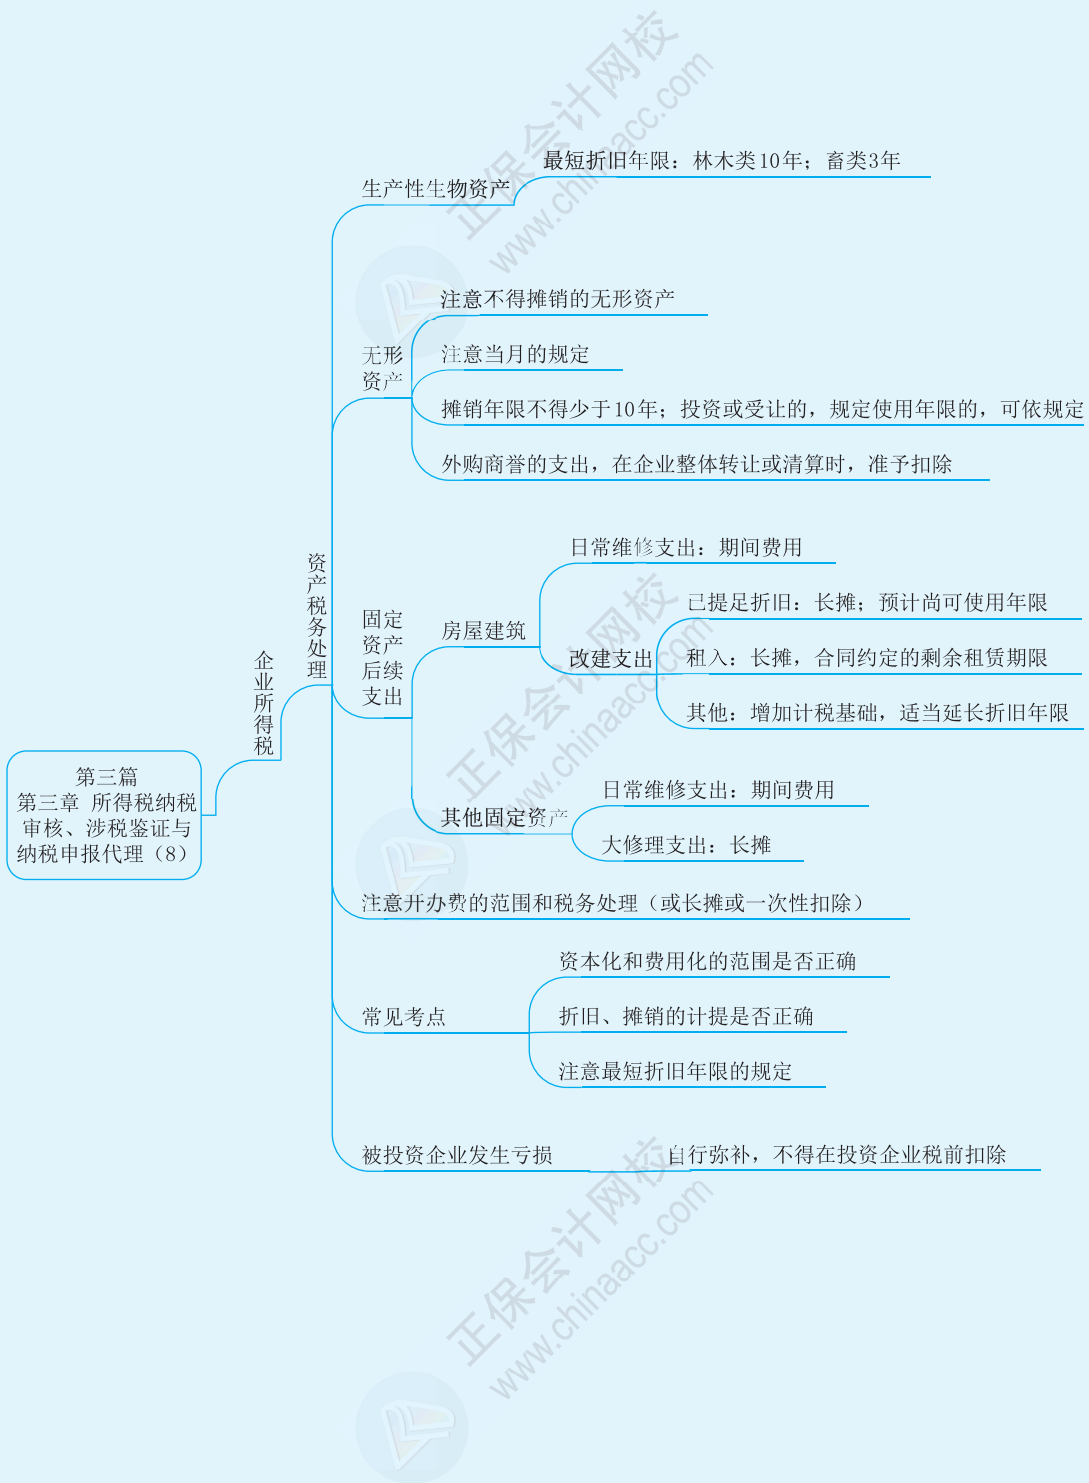 第三篇
第三章 所得税纳税
审核、涉税鉴证与
纳税申报代理（8）
企业所得税
资产税务处理
生产性生物资产
最短折旧年限：林木类10年；畜类3年
无形
资产
注意不得摊销的无形资产
注意当月的规定
摊销年限不得少于10年；投资或受让的，规定使用年限的，可依规定
外购商誉的支出，在企业整体转让或清算时，准予扣除
固定
资产
后续
支出
房屋建筑
日常维修支出：期间费用
改建支出
已提足折旧：长摊；预计尚可使用年限
租入：长摊，合同约定的剩余租赁期限
其他：增加计税基础，适当延长折旧年限
其他固定资产
日常维修支出：期间费用
大修理支出：长摊
注意开办费的范围和税务处理（或长摊或一次性扣除）
常见考点
资本化和费用化的范围是否正确
折旧、摊销的计提是否正确
注意最短折旧年限的规定
被投资企业发生亏损
自行弥补，不得在投资企业税前扣除
正保会计网校
www.chinaacc.com
正保会计网校
www.chinaacc.com
正保会计网校
www.chinaacc.com